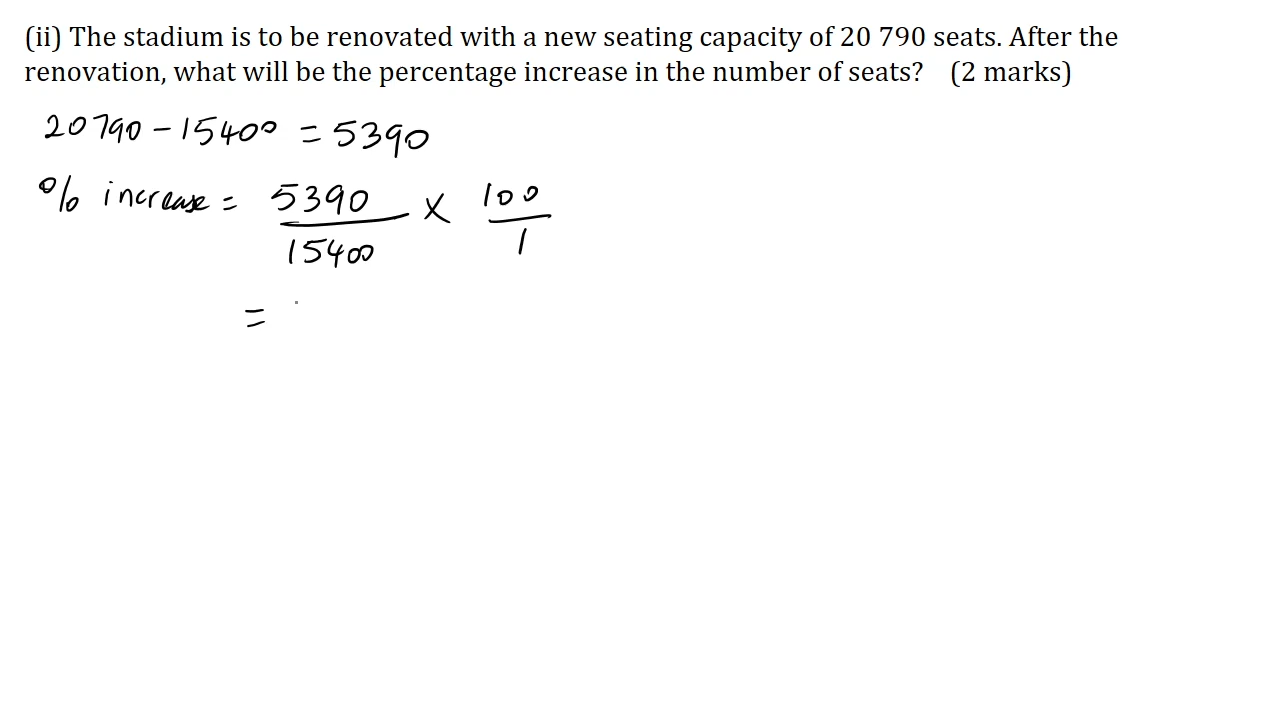 (ii) The stadium is to be renovated with a new seating capacity of 20 790 seats. After the
renovation, what will be the percentage increase in the number of seats? (2 marks)
20790 - 15400 = 5390
% increase = 5390/15400 × 100/1
=